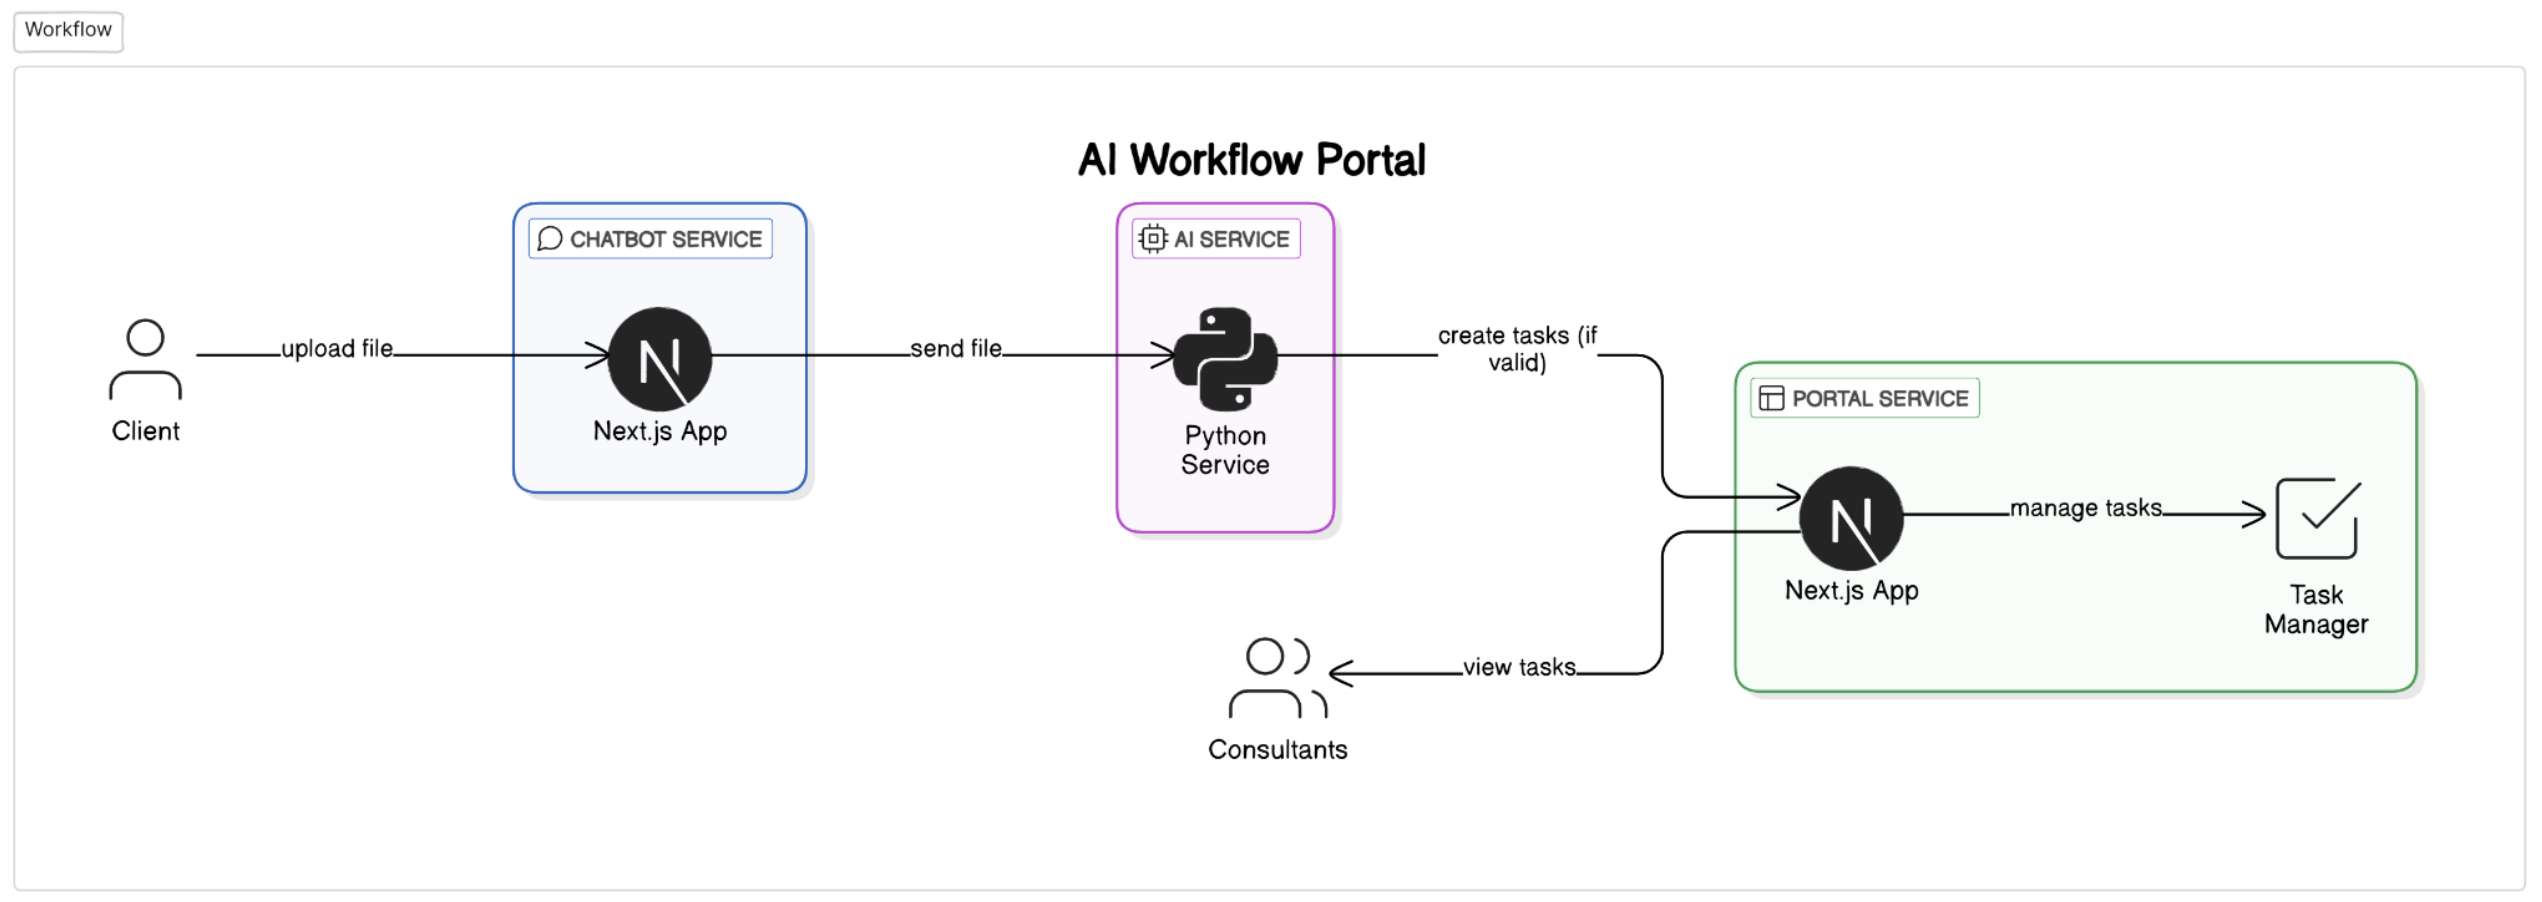 Workflow
AI Workflow Portal
CHATBOT SERVICE
AI SERVICE
Client
upload file
Next.js App
send file
Python
Service
create tasks (if
valid)
PORTAL SERVICE
Next.js App
manage tasks
Task
Manager
view tasks
Consultants